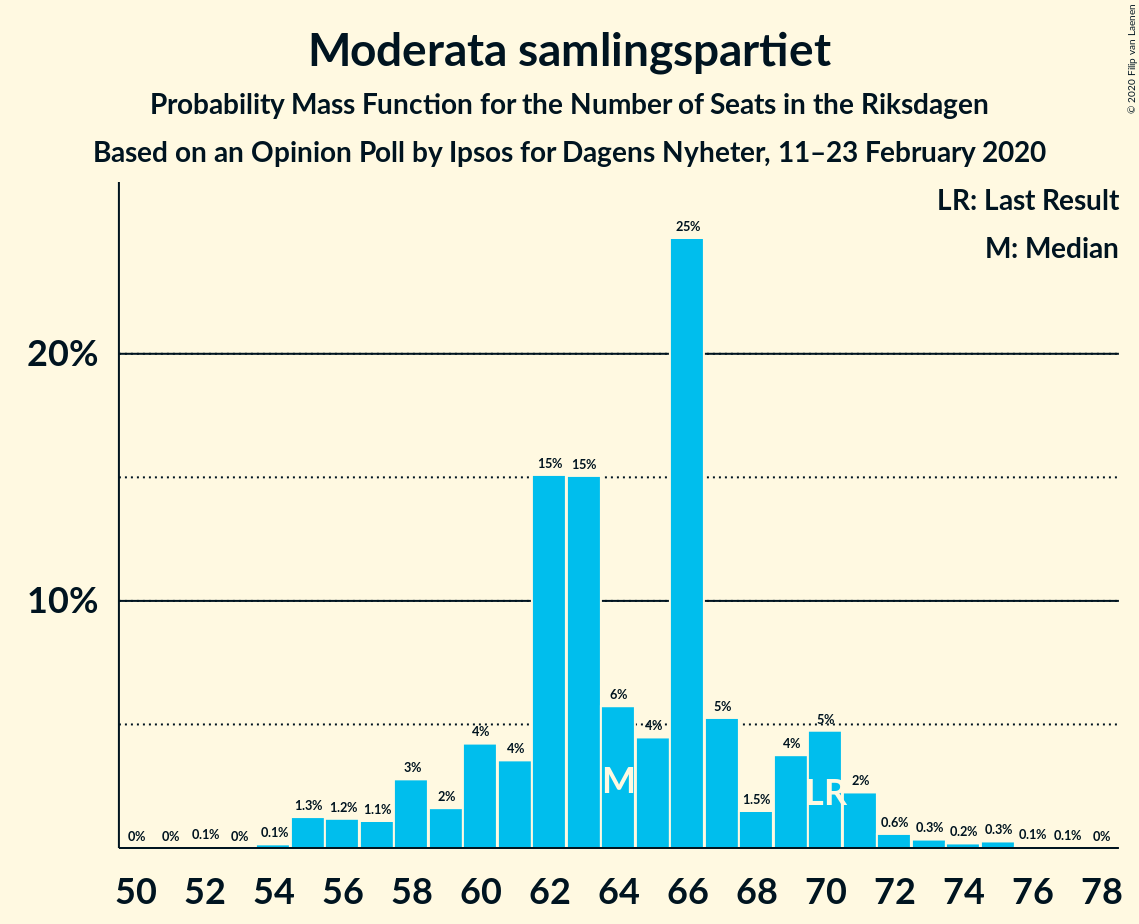 Moderata samlingspartiet
Probability Mass Function for the Number of Seats in the Riksdagen
Based on an Opinion Poll by Ipsos for Dagens Nyheter, 11–23 February 2020
© 2020 Filip van Laenen
LR: Last Result
M: Median
20%
10%
0% 0% 0.1% 0% 0.1% 1.3% 1.2% 1.1% 3% 2% 4% 4% 15% 15% 6% 4% 25% 5% 1.5% 4% 5% 2% 0.6% 0.3% 0.2% 0.3% 0.1% 0.1% 0%
M LR
50 52 54 56 58 60 62 64 66 68 70 72 74 76 78